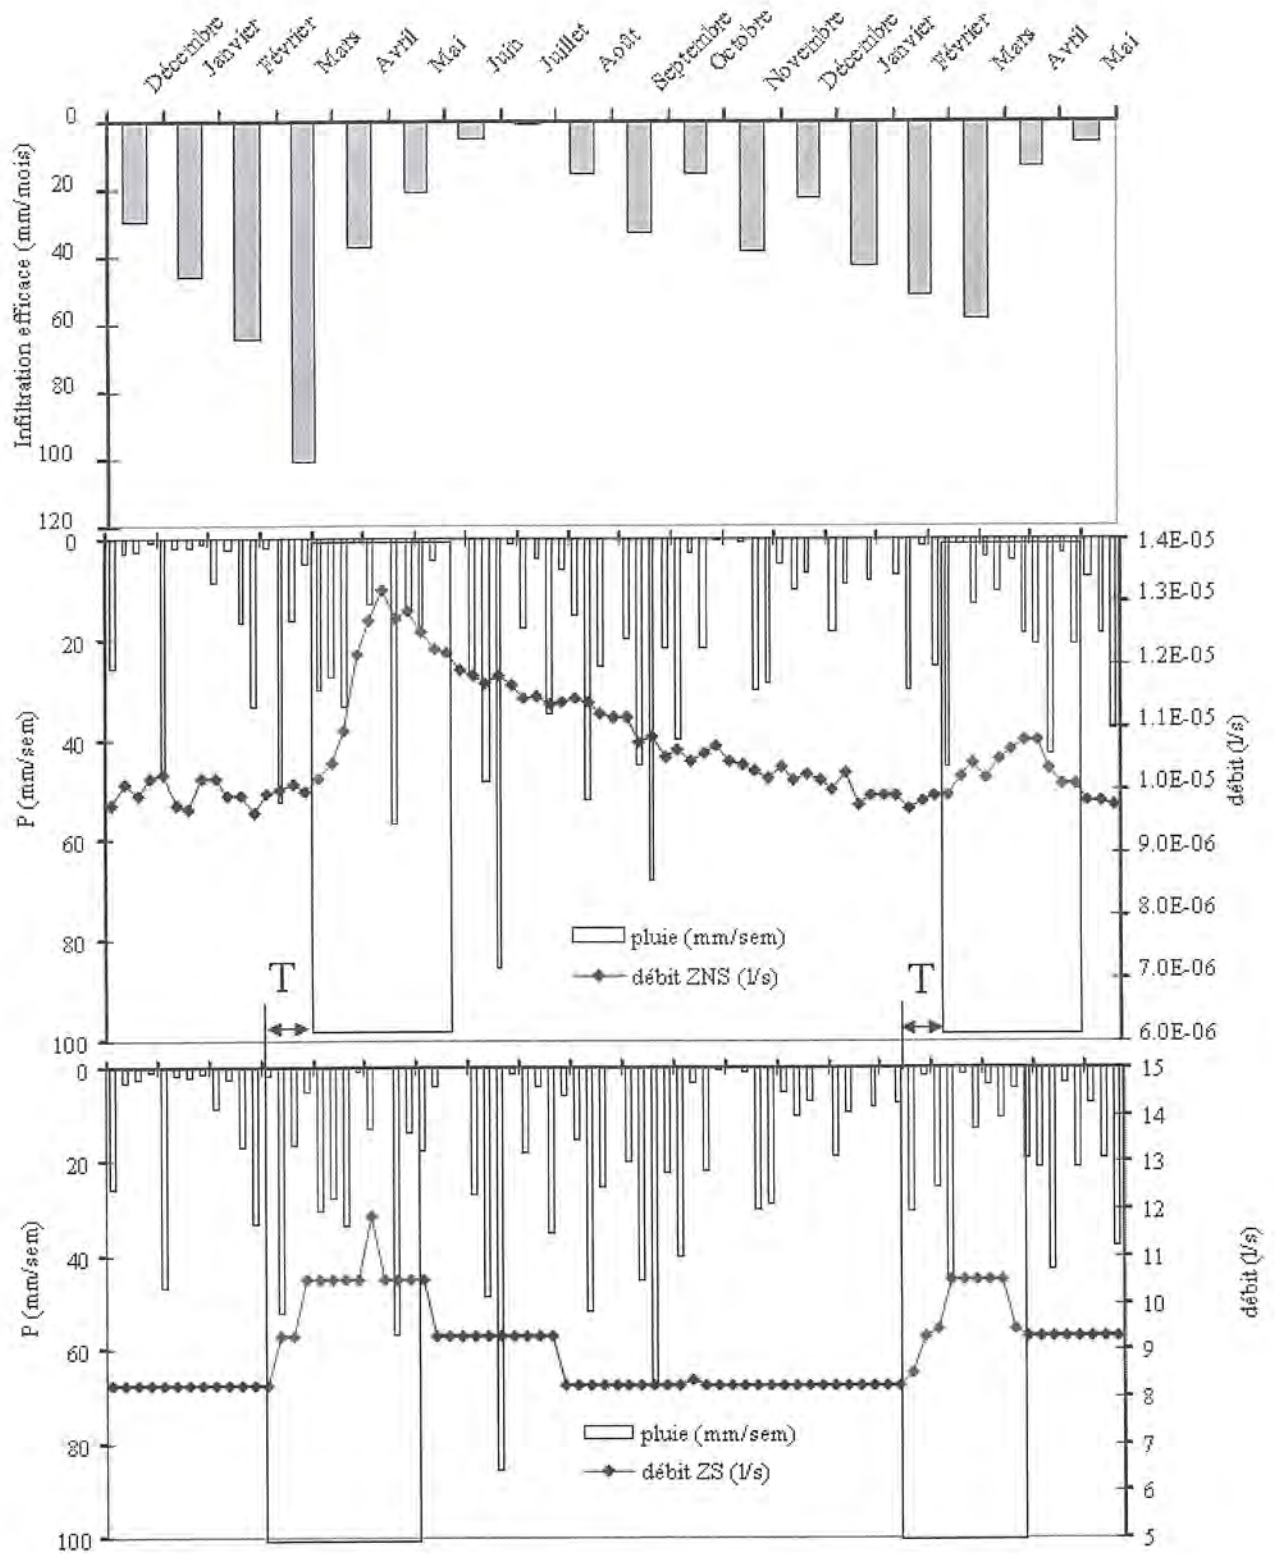 Décembre
Janvier
Février
Mars
Avril
Mai
Juin
Juillet
Août
Septembre
Octobre
Novembre
Décembre
Janvier
Février
Mars
Avril
Mai
Infiltration efficace (mm/mois)
0
20
40
60
80
100
120
P (mm/sem)
0
20
40
60
80
100
1.4E-05
1.3E-05
1.2E-05
1.1E-05
1.0E-05
9.0E-06
8.0E-06
7.0E-06
6.0E-06
débit (l/s)
pluie (mm/sem)
débit ZNS (l/s)
T
T
P (mm/sem)
0
20
40
60
80
100
15
14
13
12
11
10
9
8
7
6
5
débit (l/s)
pluie (mm/sem)
débit ZS (l/s)